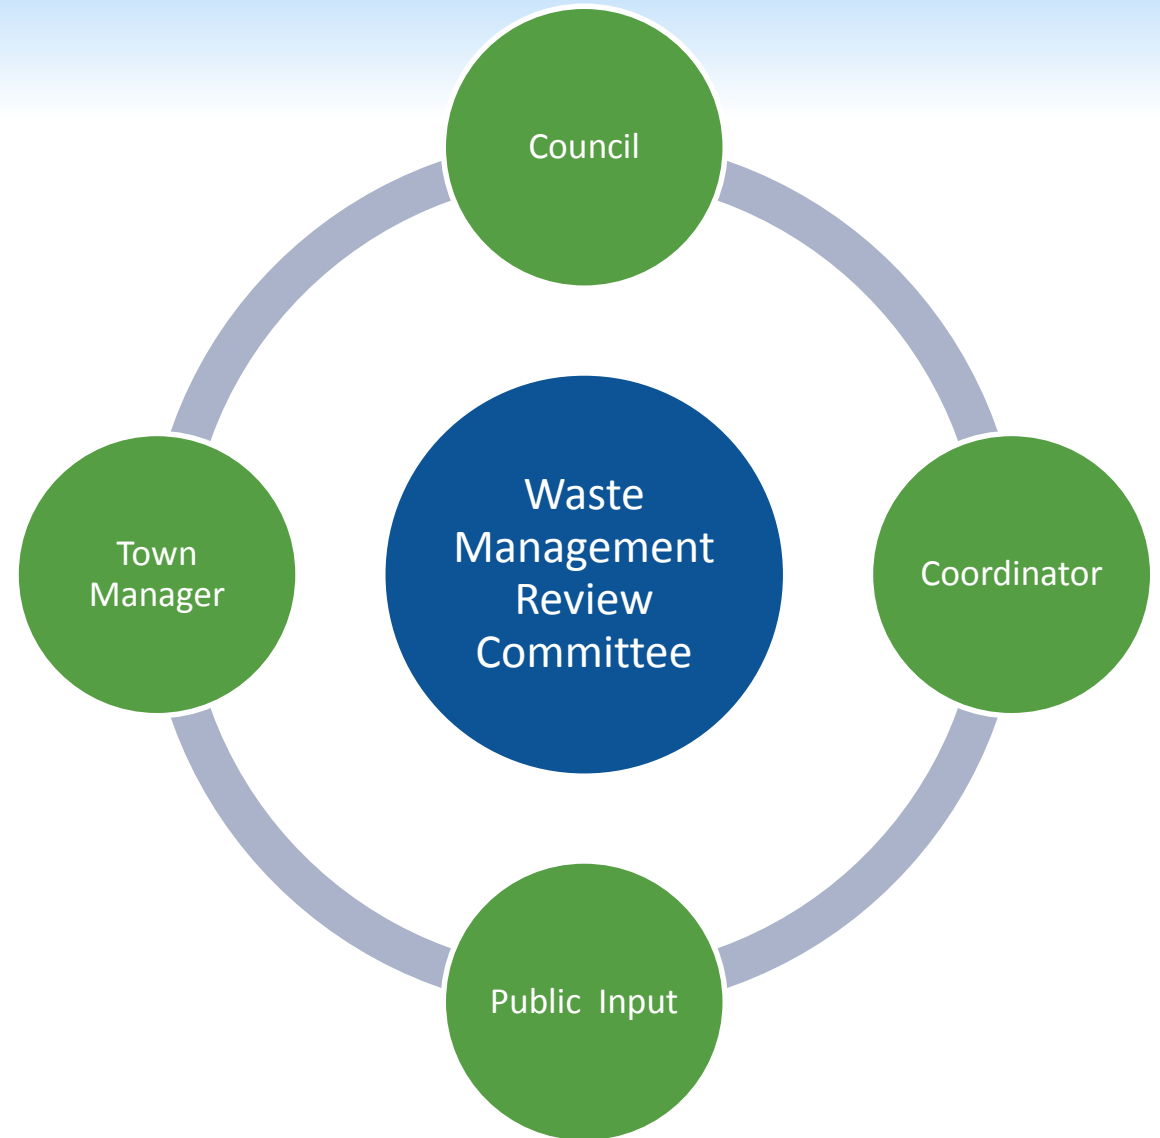 Council
Town
Manager
Waste
Management
Review
Committee
Coordinator
Public Input